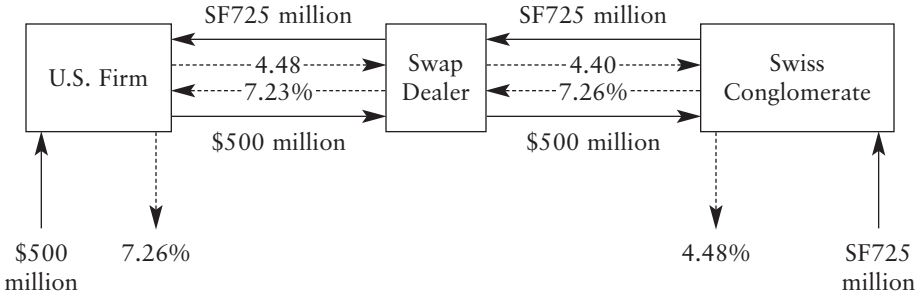 SF725 million
SF725 million
U.S. Firm
4.48
7.23%
Swap
Dealer
4.40
7.26%
Swiss
Conglomerate
$500 million
$500 million
$500
million
7.26%
4.48%
SF725
million